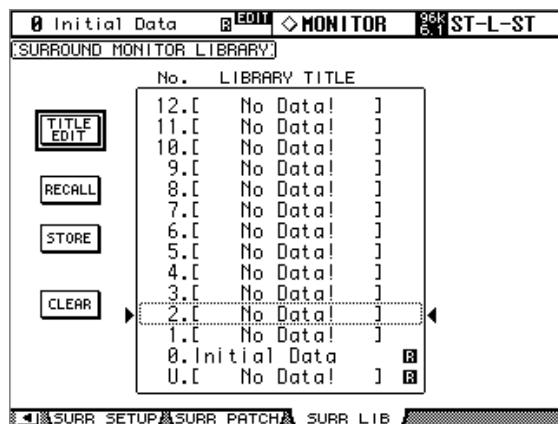 0 Initial Data R EDIT ◇MONITOR 96k 6.1 ST-L-ST
SURROUND MONITOR LIBRARY
No. LIBRARY TITLE
12.[ No Data! ]
TITLE EDIT
11.[ No Data! ]
10.[ No Data! ]
9.[ No Data! ]
RECALL
8.[ No Data! ]
7.[ No Data! ]
6.[ No Data! ]
STORE
5.[ No Data! ]
4.[ No Data! ]
3.[ No Data! ]
CLEAR
2.[ No Data! ]
1.[ No Data! ]
0.Initial Data R
U.[ No Data! ] R
SURR SETUP SURR PATCH SURR LIB